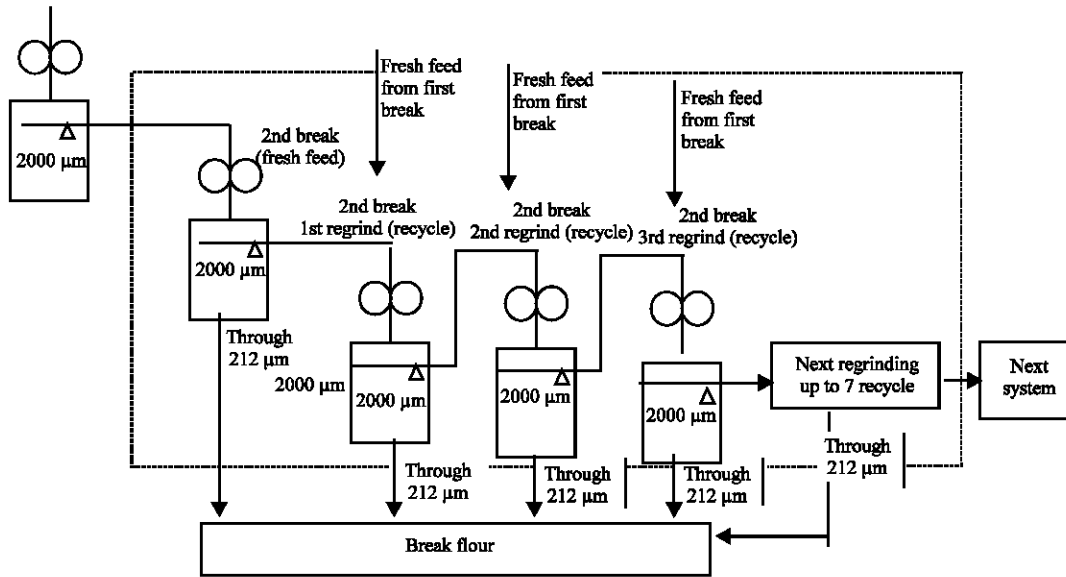 Fresh feed
from first
break
Fresh feed
from first
break
Fresh feed
from first
break
2000 µm
2nd break
(fresh feed)
2nd break
1st regrind (recycle)
2nd break
2nd regrind (recycle)
2nd break
3rd regrind (recycle)
2000 µm
Through
212 µm
2000 µm
2000 µm
2000 µm
2000 µm
Next regrinding
up to 7 recycle
Next
system
Through
212 µm
Through
212 µm
Through
212 µm
Through
212 µm
Break flour